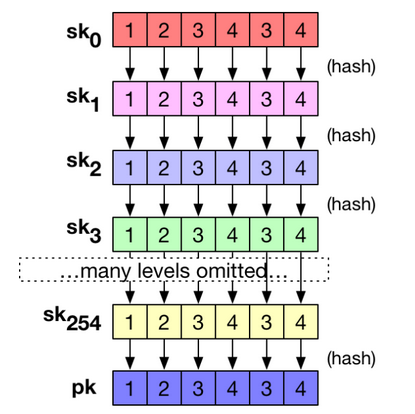 sk0 1 2 3 4 3 4
(hash)
sk1 1 2 3 4 3 4
(hash)
sk2 1 2 3 4 3 4
(hash)
sk3 1 2 3 4 3 4
...many levels omitted...
sk254 1 2 3 4 3 4
(hash)
pk 1 2 3 4 3 4